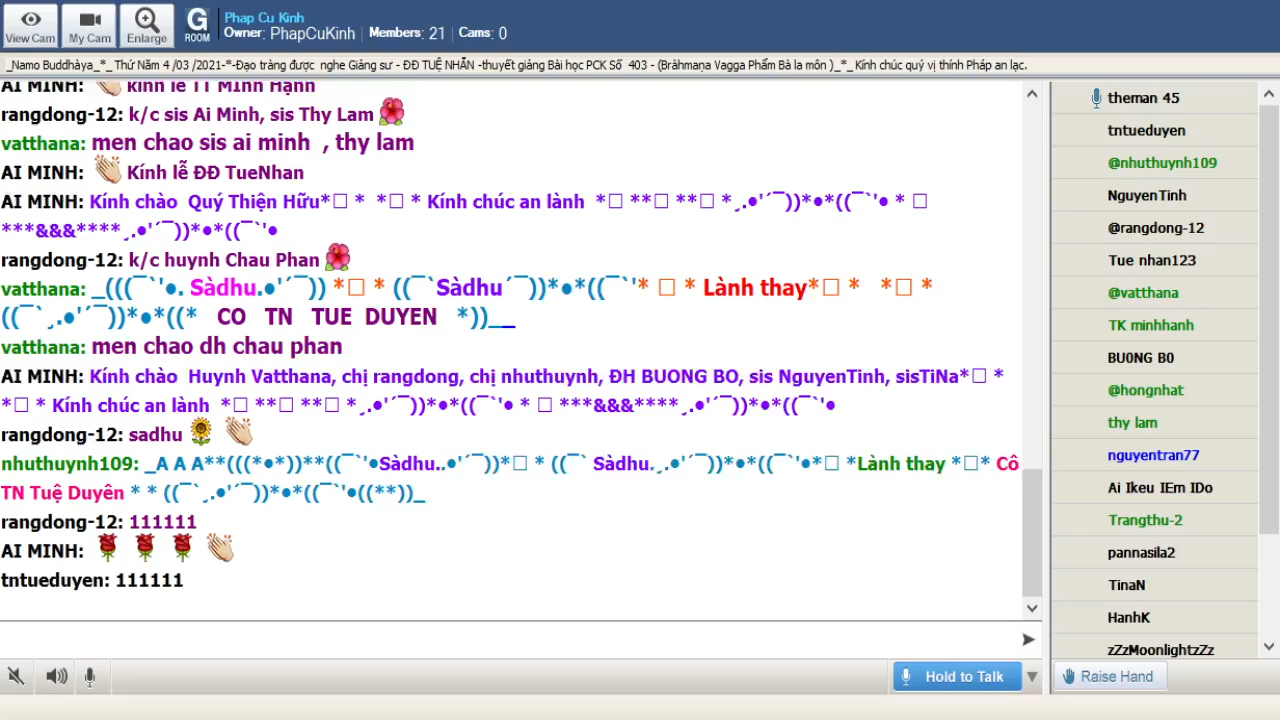 View Cam
My Cam
Enlarge
G
ROOM
Phap Cu Kinh
Owner: PhapCuKinh | Members: 21 | Cams: 0
_Namo Buddhàya_*_ Thứ Năm 4 /03 /2021-*-Đạo tràng được nghe Giảng sư - ĐĐ TUỆ NHẪN -thuyết giảng Bài học PCK Số 403 - (Bràhmaṇa Vagga Phẩm Bà la môn )_*_ Kính chúc quý vị thính Pháp an lạc.
AI MINH: 👏 kính lễ TT MInh Hạnh
rangdong-12: k/c sis Ai Minh, sis Thy Lam 🌺
vatthana: men chao sis ai minh , thy lam
AI MINH: 👏 Kính lễ ĐĐ TueNhan
AI MINH: Kính chào Quý Thiện Hữu*□ * *□ * Kính chúc an lành *□ **□ **□ *¸.●'´¯))*●*((¯`'● * □
***&&&****¸.●'´¯))*●*((¯`'●
rangdong-12: k/c huynh Chau Phan 🌺
vatthana: _(((¯`'●. Sàdhu.●'´¯)) *□ * ((¯`Sàdhu´¯))*●*((¯`'* □ * Lành thay*□ * *□ *
((¯`¸.●'´¯))*●*((* CO TN TUE DUYEN *))__
vatthana: men chao dh chau phan
AI MINH: Kính chào Huynh Vatthana, chị rangdong, chị nhuthuynh, ĐH BUONG BO, sis NguyenTinh, sisTiNa*□ *
*□ * Kính chúc an lành *□ **□ **□ *¸.●'´¯))*●*((¯`'● * □ ***&&&****¸.●'´¯))*●*((¯`'●
rangdong-12: sadhu 🌻 👏
nhuthuynh109: _A A A**(((*●*))**((¯`'●Sàdhu..●'´¯))*□ * ((¯` Sàdhu.¸.●'´¯))*●*((¯`'●*□ *Lành thay *□* Cô
TN Tuệ Duyên * * ((¯`¸.●'´¯))*●*((¯`'●((**))_
rangdong-12: 111111
AI MINH: 🌹 🌹 🌹 👏
tntueduyen: 111111
theman 45
tntueduyen
@nhuthuynh109
NguyenTinh
@rangdong-12
Tue nhan123
@vatthana
TK minhhanh
BU0NG B0
@hongnhat
thy lam
nguyentran77
Ai Ikeu IEm IDo
Trangthu-2
pannasila2
TinaN
HanhK
zZzMoonlightzZz
Hold to Talk
Raise Hand